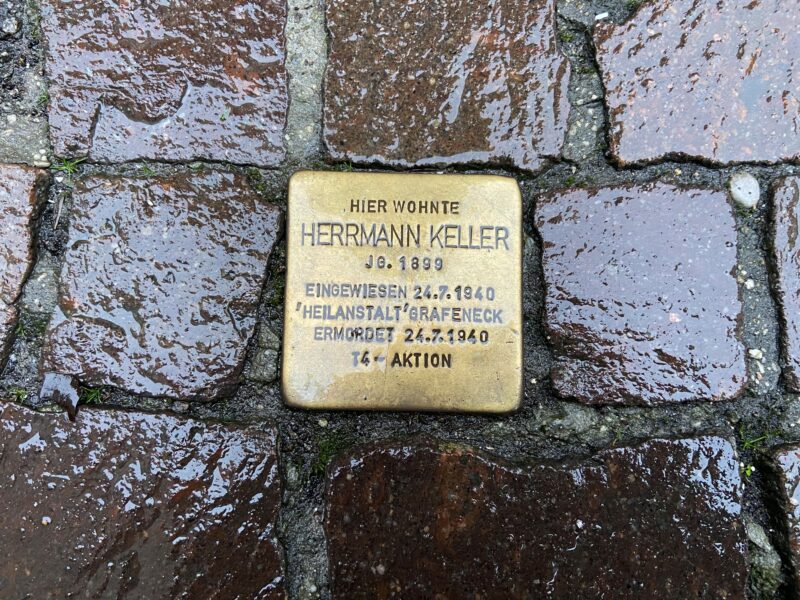 HIER WOHNTE
HERRMANN KELLER
JG. 1899
EINGEWIESEN 24.7.1940
'HEILANSTALT' GRAFENECK
ERMORDET 24.7.1940
T4 - AKTION